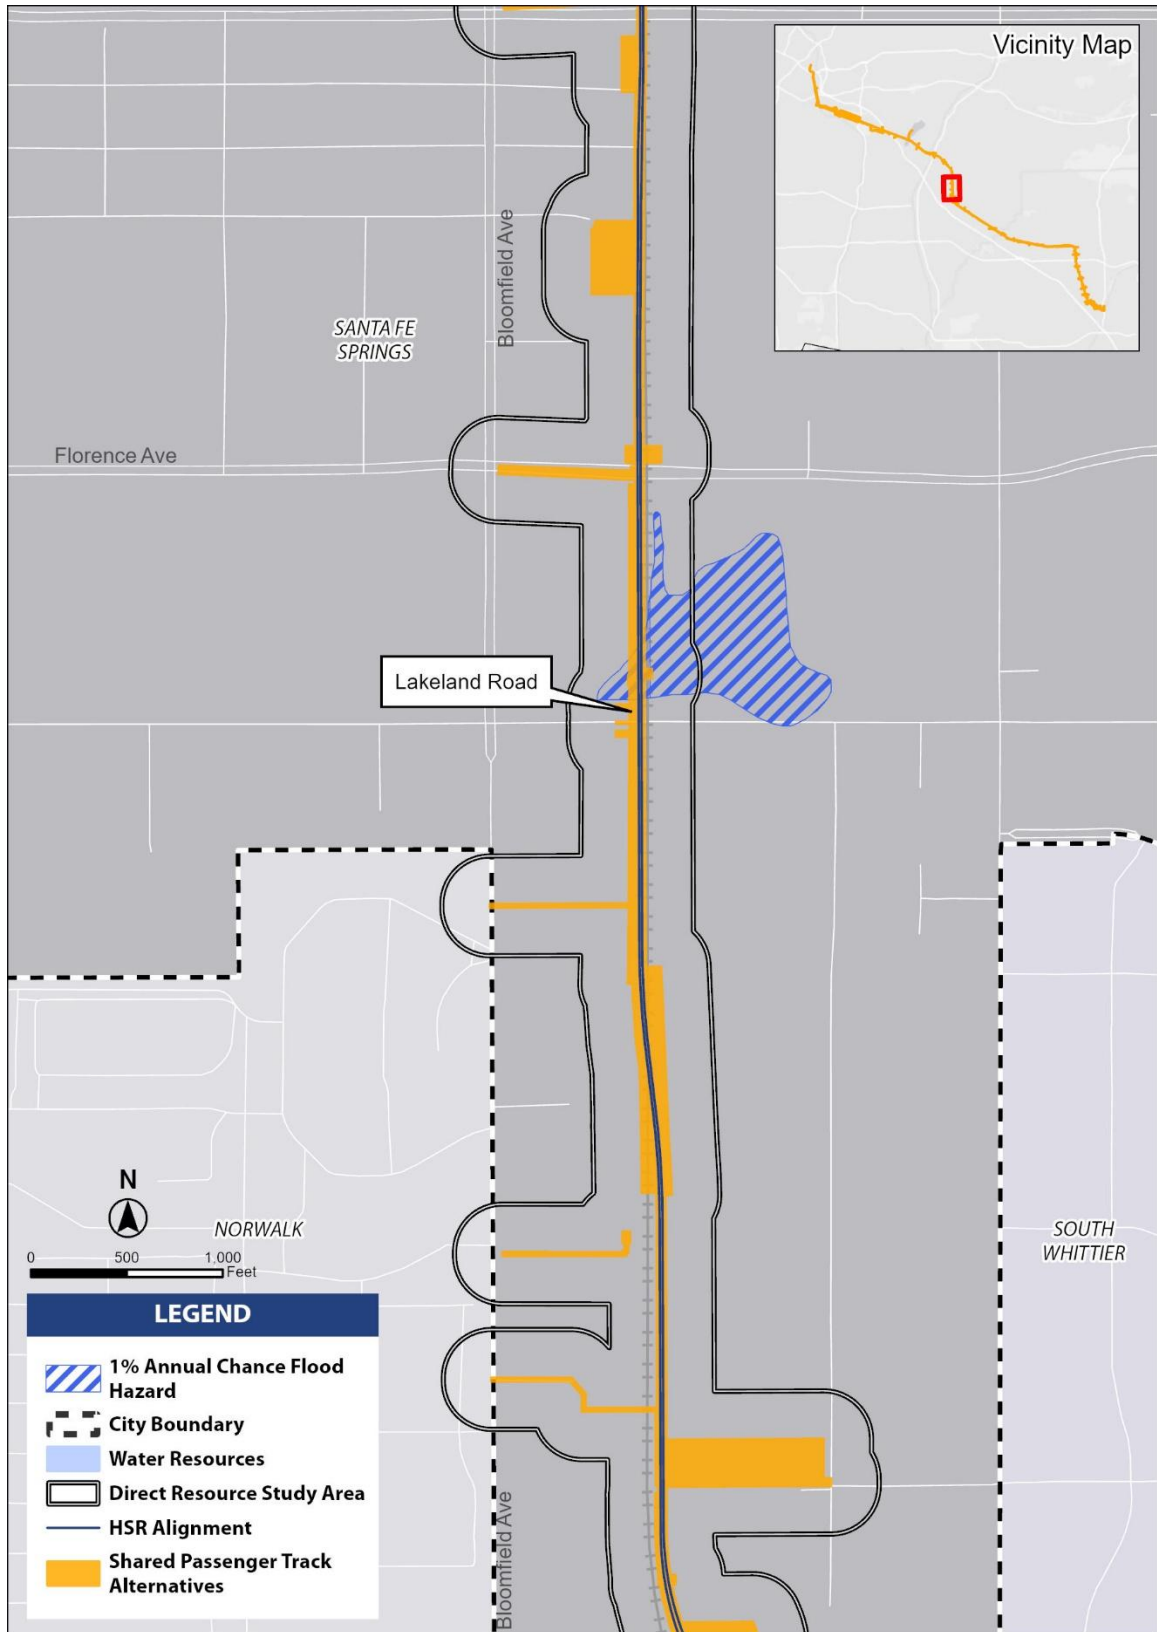 Vicinity Map
Bloomfield Ave
SANTA FE
SPRINGS
Florence Ave
Lakeland Road
N
NORWALK
SOUTH
WHITTIER
0 500 1,000
Feet
LEGEND
1% Annual Chance Flood
Hazard
City Boundary
Water Resources
Direct Resource Study Area
HSR Alignment
Shared Passenger Track
Alternatives
Bloomfield Ave